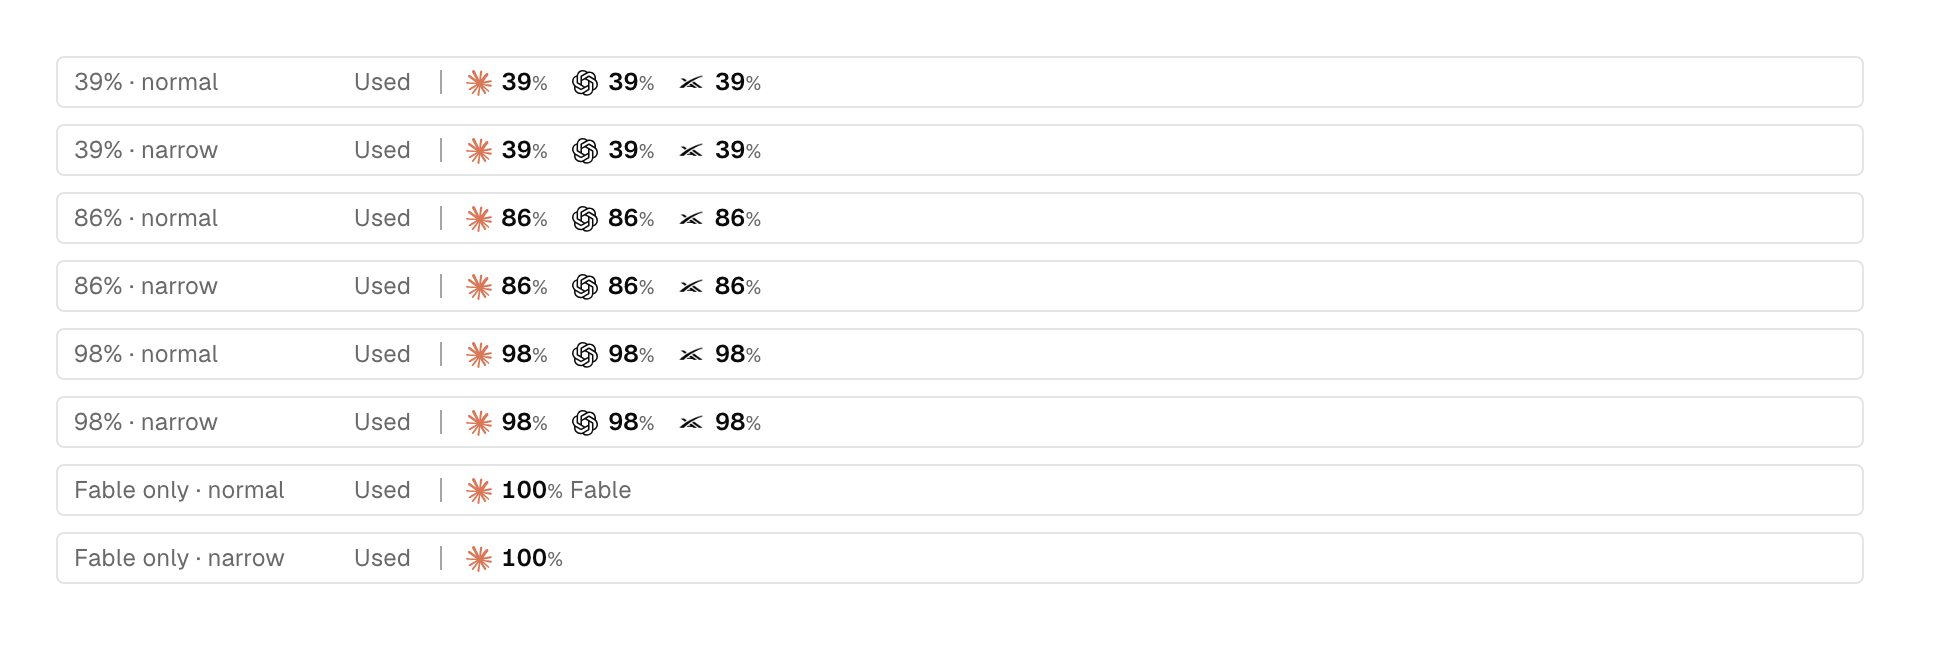 39% · normal Used 39% 39% 39%
39% · narrow Used 39% 39% 39%
86% · normal Used 86% 86% 86%
86% · narrow Used 86% 86% 86%
98% · normal Used 98% 98% 98%
98% · narrow Used 98% 98% 98%
Fable only · normal Used 100% Fable
Fable only · narrow Used 100%